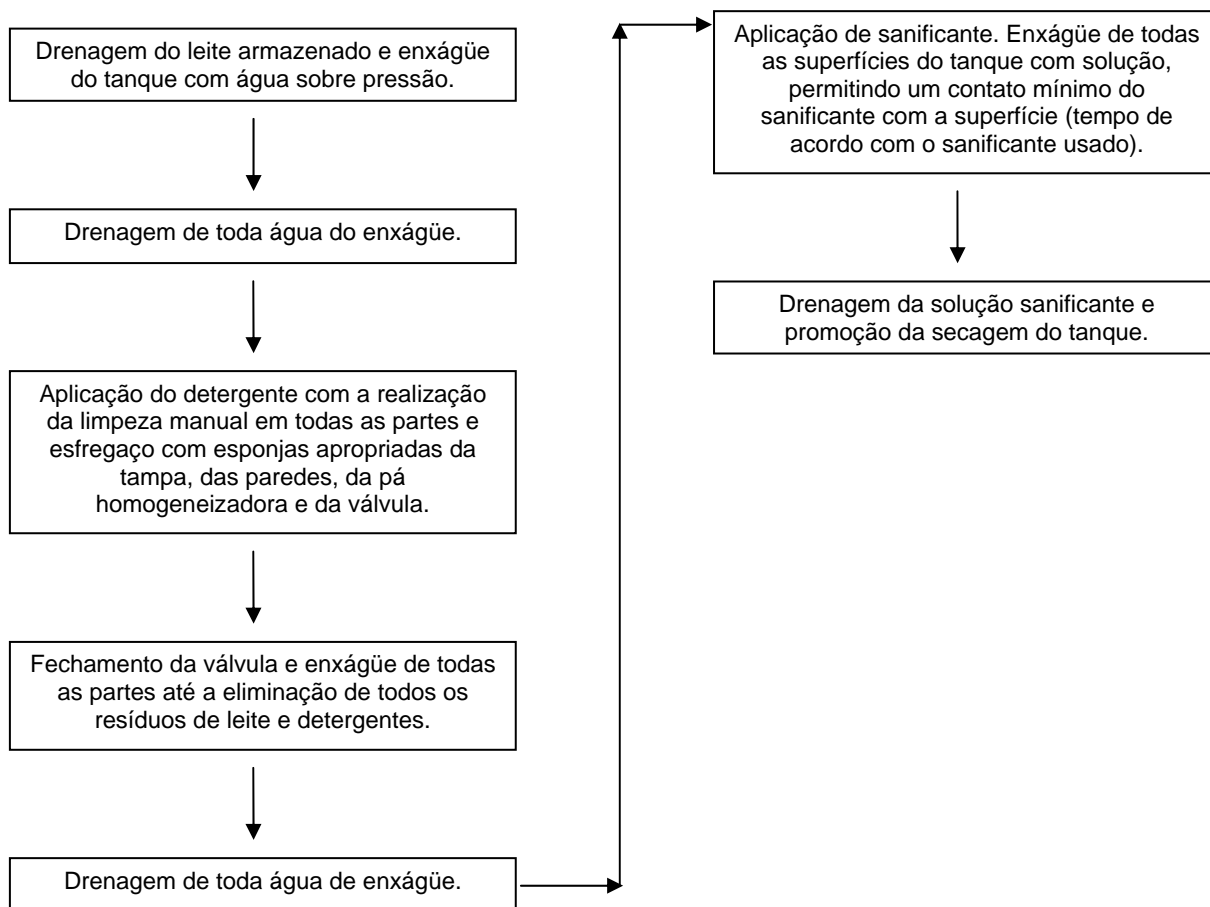 Drenagem do leite armazenado e enxágüe
do tanque com água sobre pressão.
Drenagem de toda água do enxágüe.
Aplicação do detergente com a realização
da limpeza manual em todas as partes e
esfregaço com esponjas apropriadas da
tampa, das paredes, da pá
homogeneizadora e da válvula.
Fechamento da válvula e enxágüe de todas
as partes até a eliminação de todos os
resíduos de leite e detergentes.
Drenagem de toda água de enxágüe.
Aplicação de sanificante. Enxágüe de todas
as superfícies do tanque com solução,
permitindo um contato mínimo do
sanificante com a superfície (tempo de
acordo com o sanificante usado).
Drenagem da solução sanificante e
promoção da secagem do tanque.